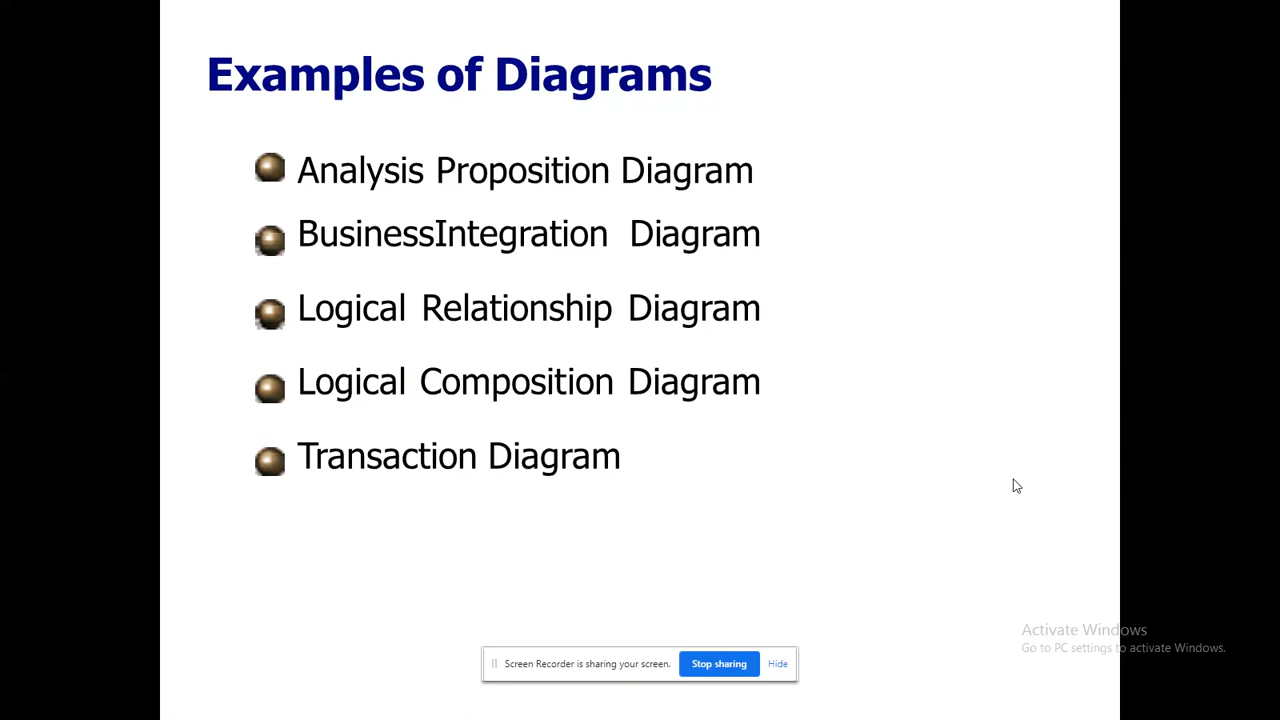 Examples of Diagrams
Analysis Proposition Diagram
BusinessIntegration Diagram
Logical Relationship Diagram
Logical Composition Diagram
Transaction Diagram
Activate Windows
Go to PC settings to activate Windows.
Screen Recorder is sharing your screen. Stop sharing Hide